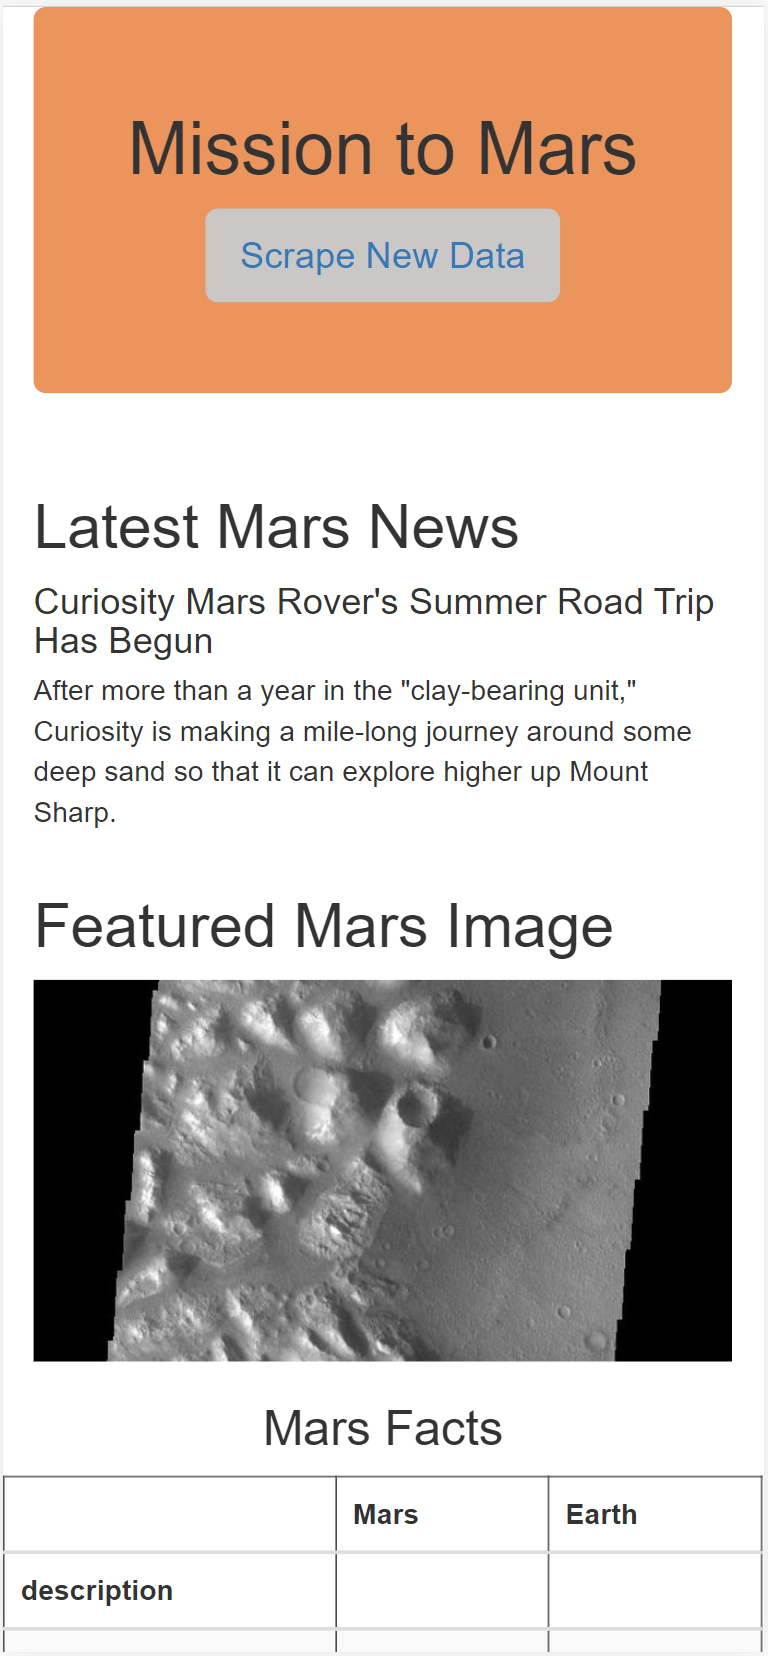 Mission to Mars
Scrape New Data
Latest Mars News
Curiosity Mars Rover's Summer Road Trip
Has Begun
After more than a year in the "clay-bearing unit,"
Curiosity is making a mile-long journey around some
deep sand so that it can explore higher up Mount
Sharp.
Featured Mars Image
Mars Facts
Mars Earth
description